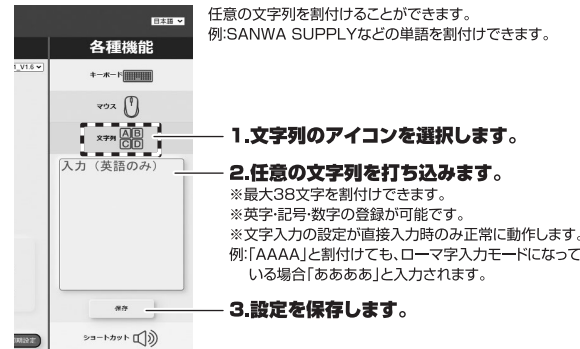 任意の文字列を割付けることができます。
例:SANWA SUPPLYなどの単語を割付けできます。
日本語
各種機能
1_V1.6
キーボード
マウス
文字列 A B C D
入力（英語のみ）
保存
ショートカット
期設定
1.文字列のアイコンを選択します。
2.任意の文字列を打ち込みます。
※最大38文字を割付けできます。
※英字・記号・数字の登録が可能です。
※文字入力の設定が直接入力時のみ正常に動作します。
例:「AAAA」と割付けても、ローマ字入力モードになって
いる場合「ああああ」と入力されます。
3.設定を保存します。